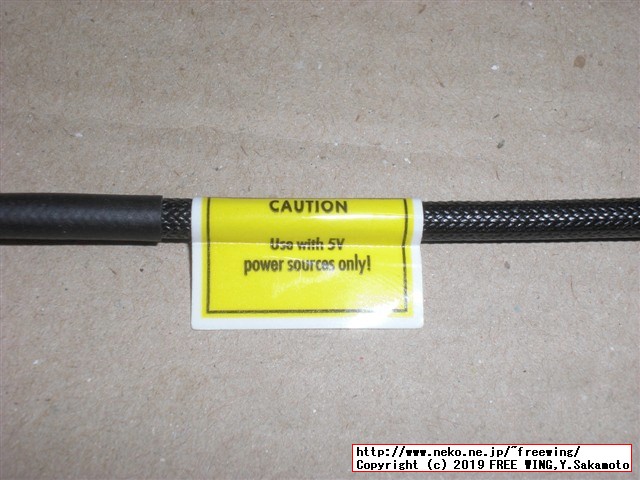 CAUTION
Use with 5V
power sources only!
http://www.neko.ne.jp/~freewing/
Copyright (c) 2019 FREE WING,Y.Sakamoto